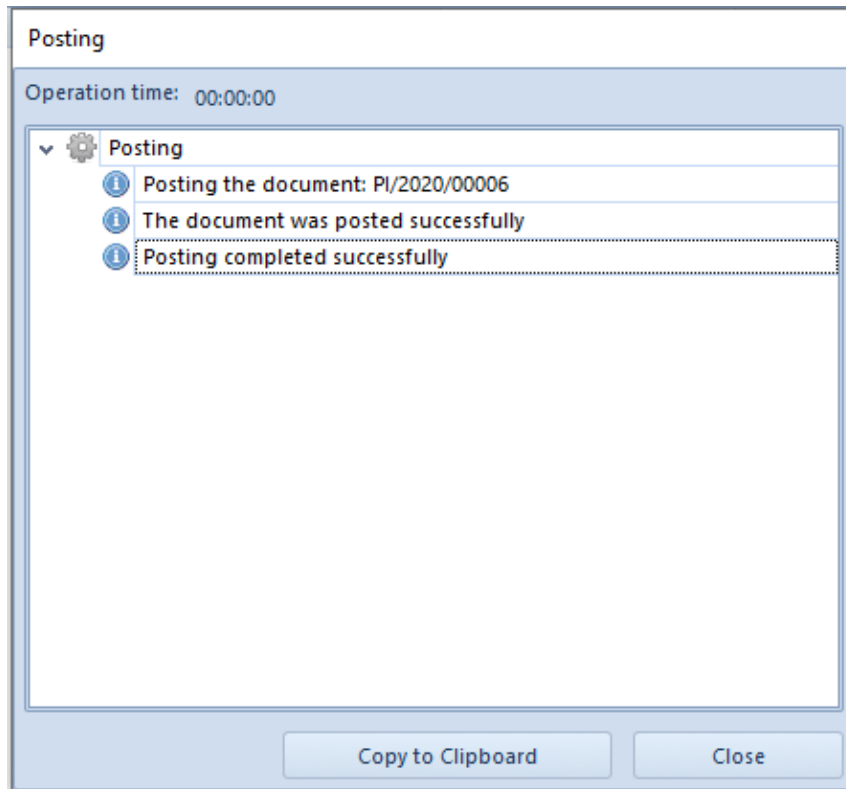 Posting
Operation time: 00:00:00
Posting
Posting the document: PI/2020/00006
The document was posted successfully
Posting completed successfully
Copy to Clipboard Close